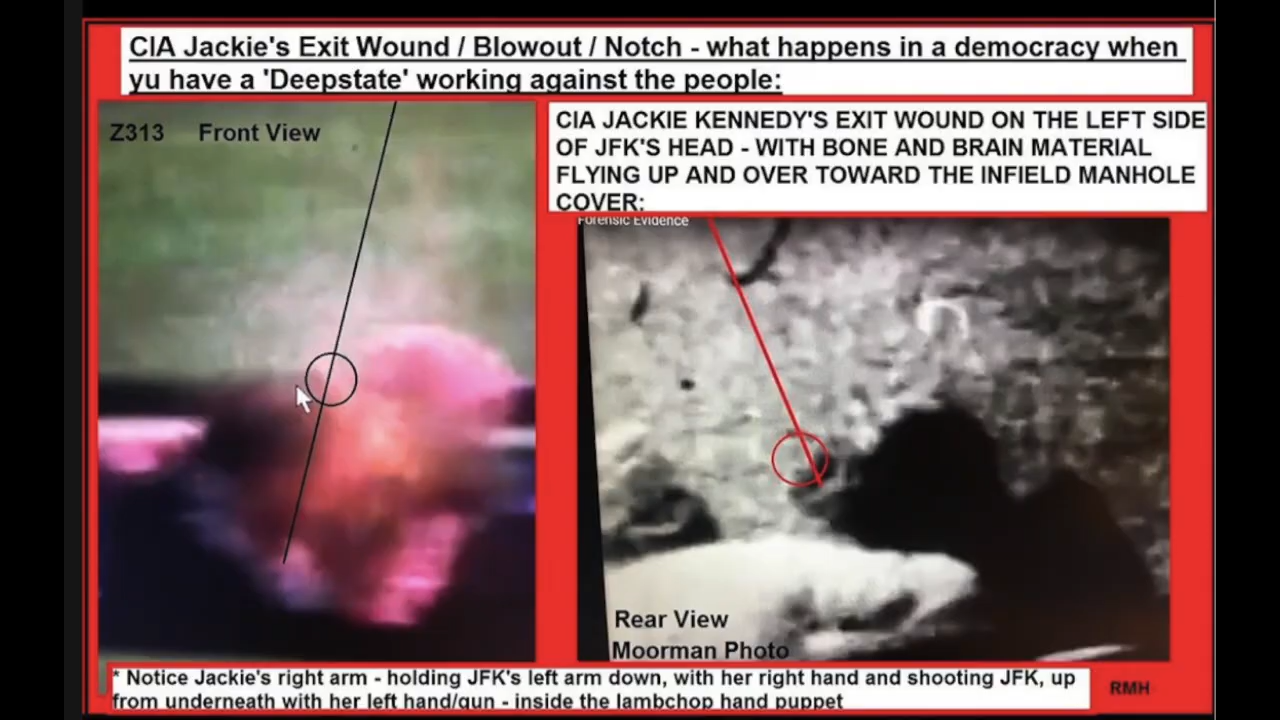 CIA Jackie's Exit Wound / Blowout / Notch - what happens in a democracy when
yu have a 'Deepstate' working against the people:
Z313 Front View
CIA JACKIE KENNEDY'S EXIT WOUND ON THE LEFT SIDE
OF JFK'S HEAD - WITH BONE AND BRAIN MATERIAL
FLYING UP AND OVER TOWARD THE INFIELD MANHOLE
COVER:
Forensic Evidence
Rear View
Moorman Photo
* Notice Jackie's right arm - holding JFK's left arm down, with her right hand and shooting JFK, up
from underneath with her left hand/gun - inside the lambchop hand puppet
RMH